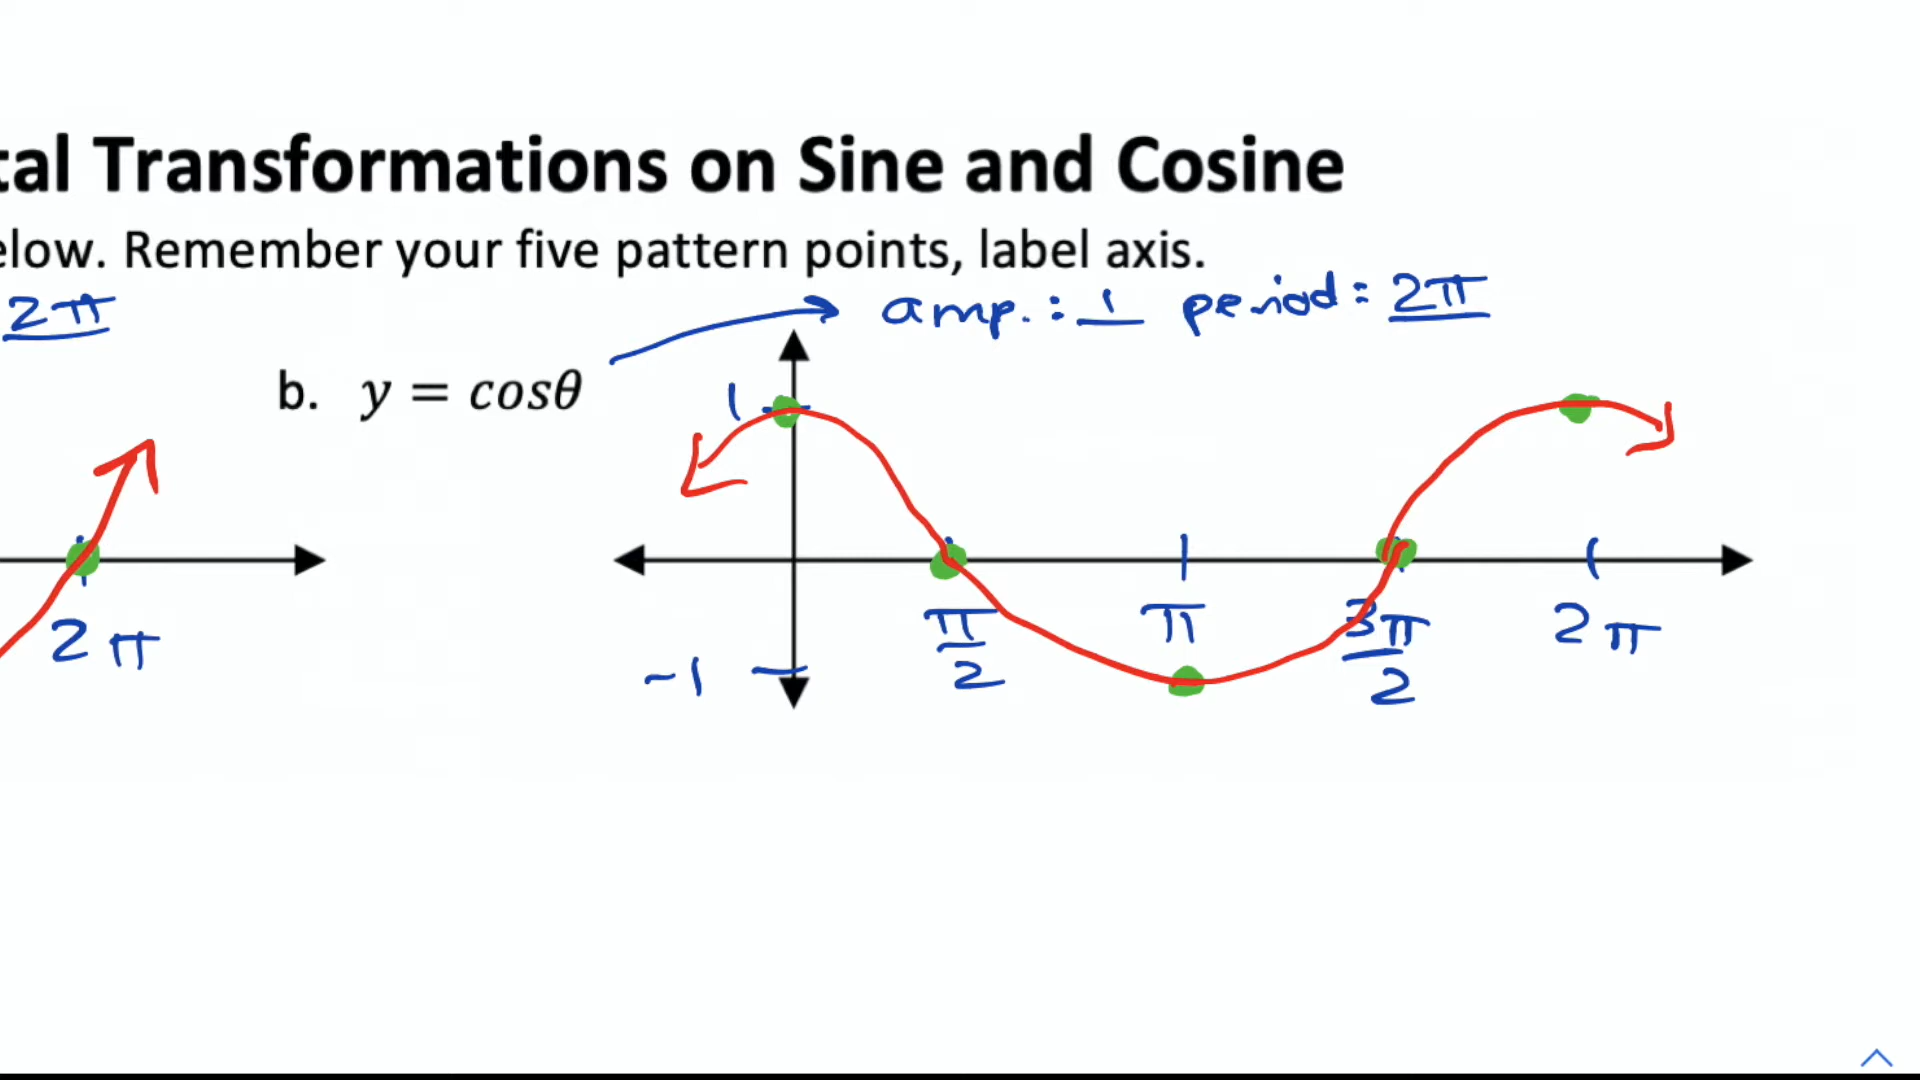 tal Transformations on Sine and Cosine
elow. Remember your five pattern points, label axis.
2π
amp. : 1 period = 2π
b. y = cosθ
1
2π
π/2
π
3π/2
2π
-1